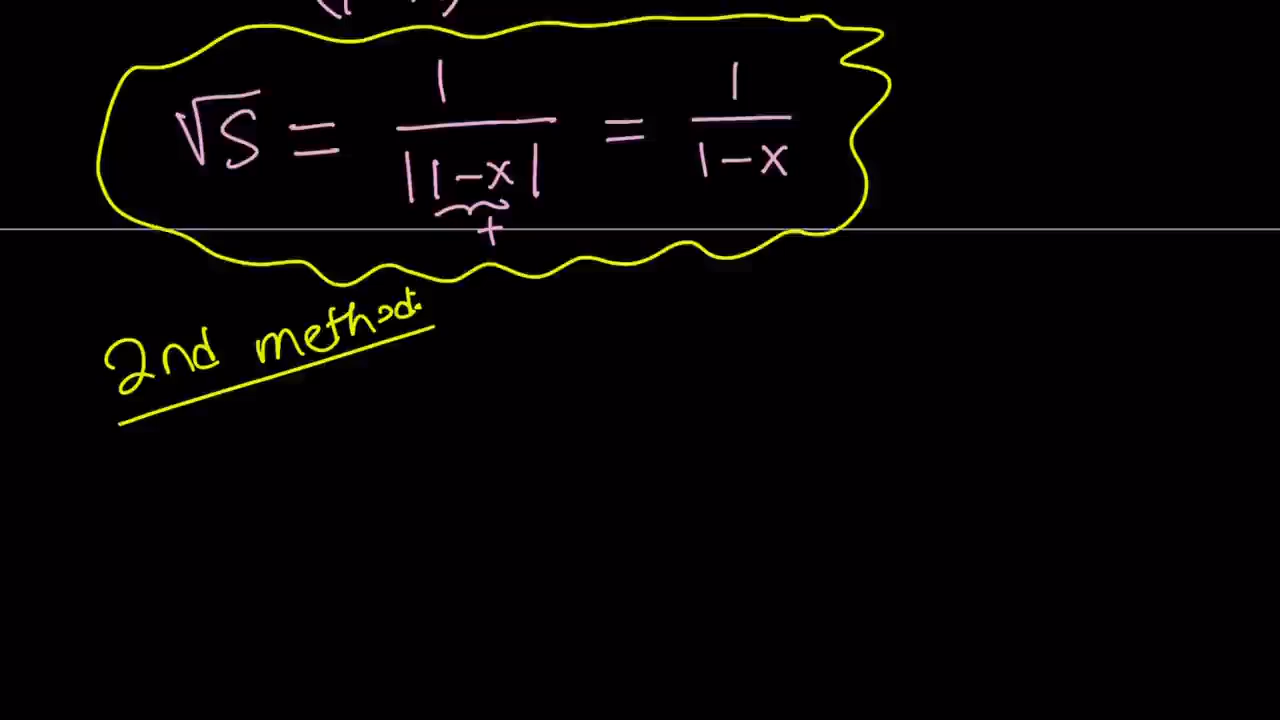 √S = 1/|1-x| = 1/1-x
+
2nd method.